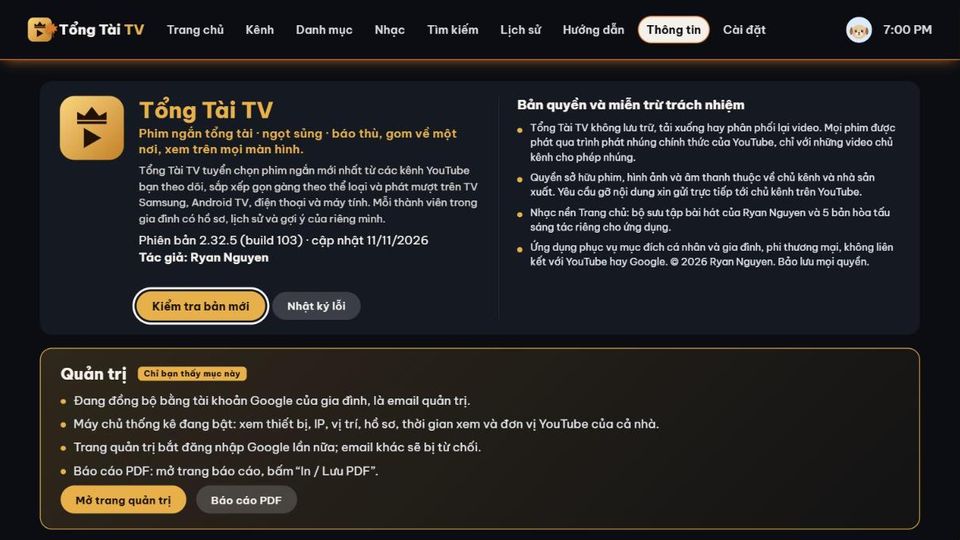 Tổng Tài TV
Trang chủ
Kênh
Danh mục
Nhạc
Tìm kiếm
Lịch sử
Hướng dẫn
Thông tin
Cài đặt
7:00 PM
Tổng Tài TV
Phim ngắn tổng tài · ngọt sủng · báo thù, gom về một
nơi, xem trên mọi màn hình.
Tổng Tài TV tuyển chọn phim ngắn mới nhất từ các kênh YouTube
bạn theo dõi, sắp xếp gọn gàng theo thể loại và phát mượt trên TV
Samsung, Android TV, điện thoại và máy tính. Mỗi thành viên trong
gia đình có hồ sơ, lịch sử và gợi ý của riêng mình.
Phiên bản 2.32.5 (build 103) · cập nhật 11/11/2026
Tác giả: Ryan Nguyen
Kiểm tra bản mới
Nhật ký lỗi
Bản quyền và miễn trừ trách nhiệm
Tổng Tài TV không lưu trữ, tải xuống hay phân phối lại video. Mọi phim được
phát qua trình phát nhúng chính thức của YouTube, chỉ với những video chủ
kênh cho phép nhúng.
Quyền sở hữu phim, hình ảnh và âm thanh thuộc về chủ kênh và nhà sản
xuất. Yêu cầu gỡ nội dung xin gửi trực tiếp tới chủ kênh trên YouTube.
Nhạc nền Trang chủ: bộ sưu tập bài hát của Ryan Nguyen và 5 bản hòa tấu
sáng tác riêng cho ứng dụng.
Ứng dụng phục vụ mục đích cá nhân và gia đình, phi thương mại, không liên
kết với YouTube hay Google. © 2026 Ryan Nguyen. Bảo lưu mọi quyền.
Quản trị
Chỉ bạn thấy mục này
Đang đồng bộ bằng tài khoản Google của gia đình, là email quản trị.
Máy chủ thống kê đang bật: xem thiết bị, IP, vị trí, hồ sơ, thời gian xem và đơn vị YouTube của cả nhà.
Trang quản trị bắt đăng nhập Google lần nữa; email khác sẽ bị từ chối.
Báo cáo PDF: mở trang báo cáo, bấm “In / Lưu PDF”.
Mở trang quản trị
Báo cáo PDF